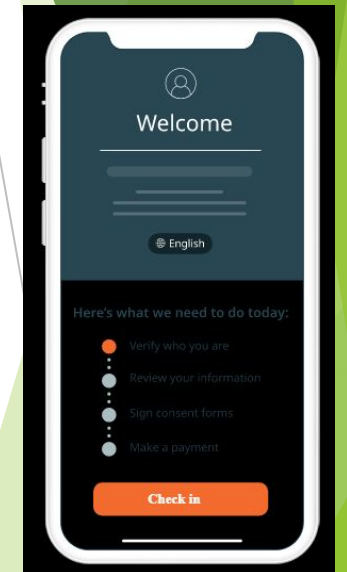 Welcome
English
Here's what we need to do today:
Verify who you are
Review your information
Sign consent forms
Make a payment
Check in